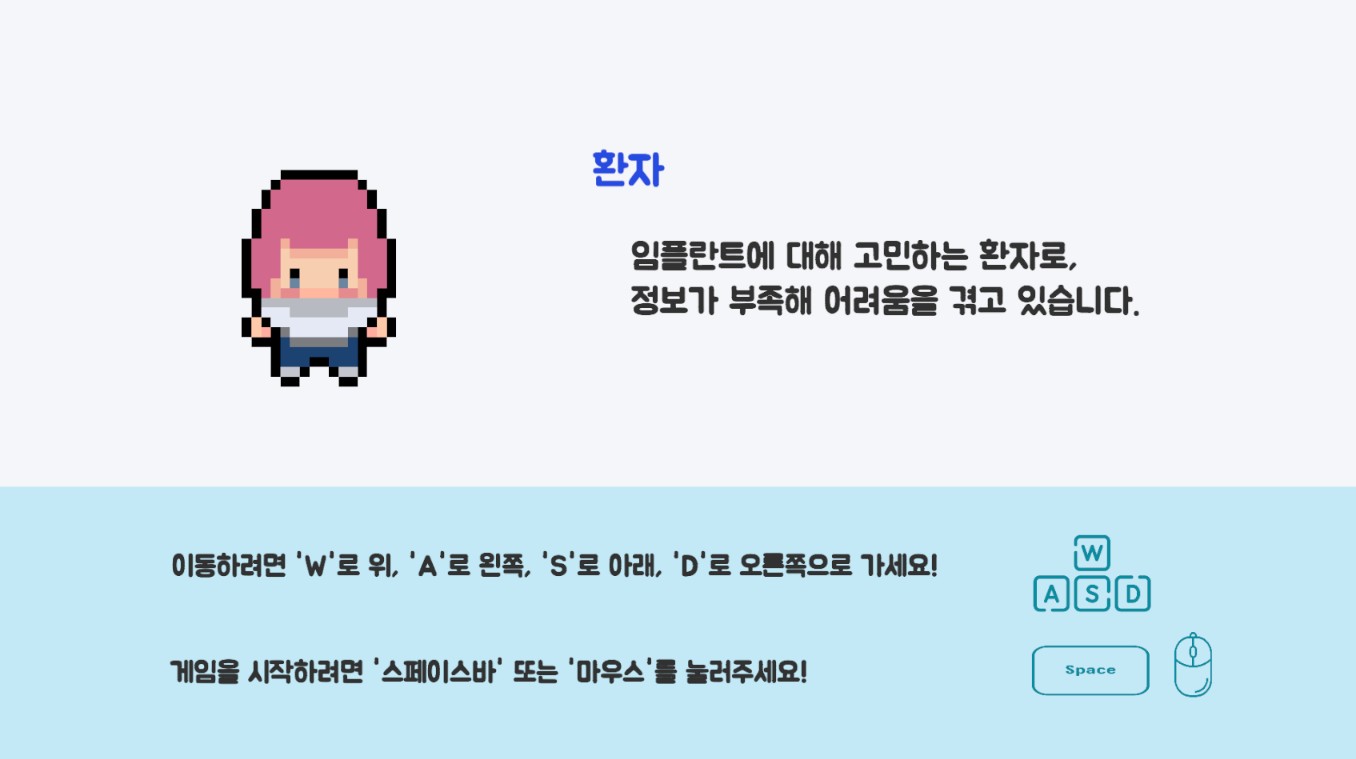 환자
임플란트에 대해 고민하는 환자로,
정보가 부족해 어려움을 겪고 있습니다.
이동하려면 'W'로 위, 'A'로 왼쪽, 'S'로 아래, 'D'로 오른쪽으로 가세요!
W
A S D
게임을 시작하려면 '스페이스바' 또는 '마우스'를 눌러주세요!
Space